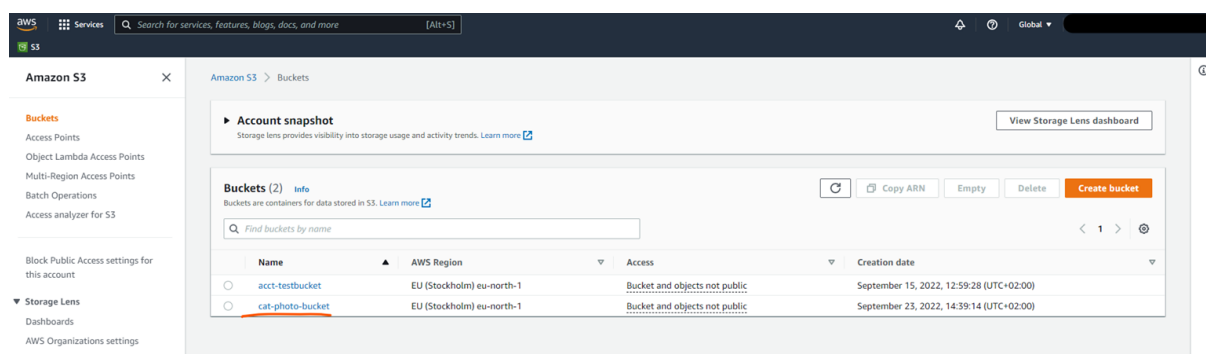 aws
Services
Search for services, features, blogs, docs, and more
[Alt+S]
Global
S3
Amazon S3
Buckets
Access Points
Object Lambda Access Points
Multi-Region Access Points
Batch Operations
Access analyzer for S3
Block Public Access settings for
this account
Storage Lens
Dashboards
AWS Organizations settings
Amazon S3 > Buckets
Account snapshot
Storage lens provides visibility into storage usage and activity trends. Learn more
View Storage Lens dashboard
Buckets (2) Info
Buckets are containers for data stored in S3. Learn more
Copy ARN
Empty
Delete
Create bucket
Find buckets by name
1
Name AWS Region Access Creation date
acct-testbucket EU (Stockholm) eu-north-1 Bucket and objects not public September 15, 2022, 12:59:28 (UTC+02:00)
cat-photo-bucket EU (Stockholm) eu-north-1 Bucket and objects not public September 23, 2022, 14:39:14 (UTC+02:00)